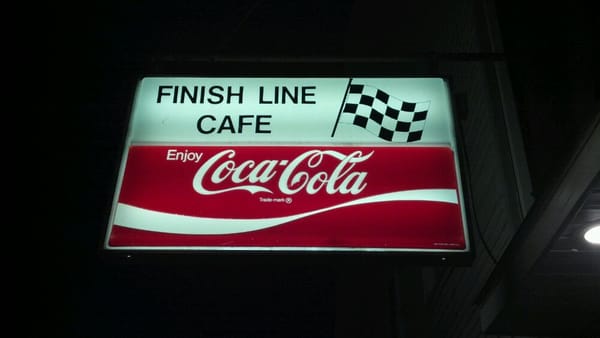 FINISH LINE
CAFE
Enjoy
Coca-Cola
Trade-mark ®